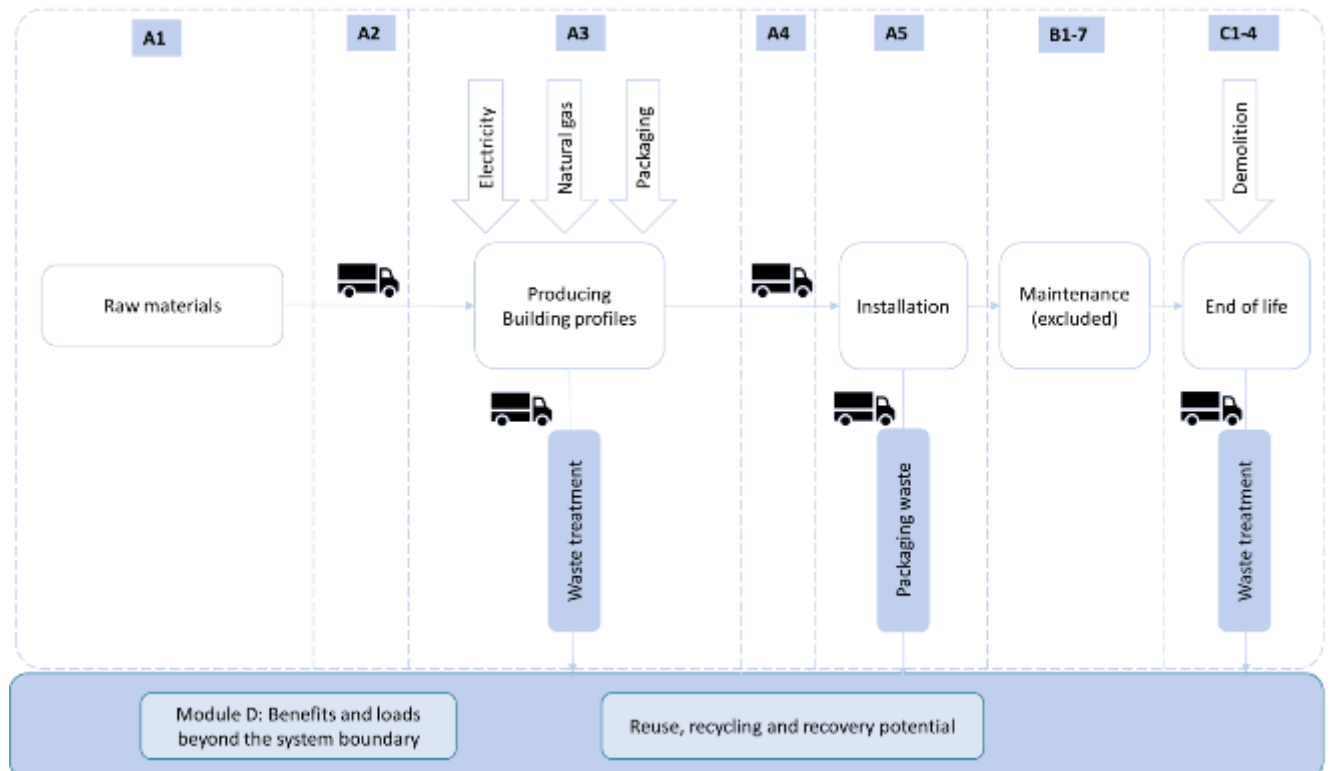 A1
A2
A3
A4
A5
B1-7
C1-4
Electricity
Natural gas
Packaging
Demolition
Raw materials
Producing
Building profiles
Installation
Maintenance
(excluded)
End of life
Waste treatment
Packaging waste
Waste treatment
Module D: Benefits and loads
beyond the system boundary
Reuse, recycling and recovery potential